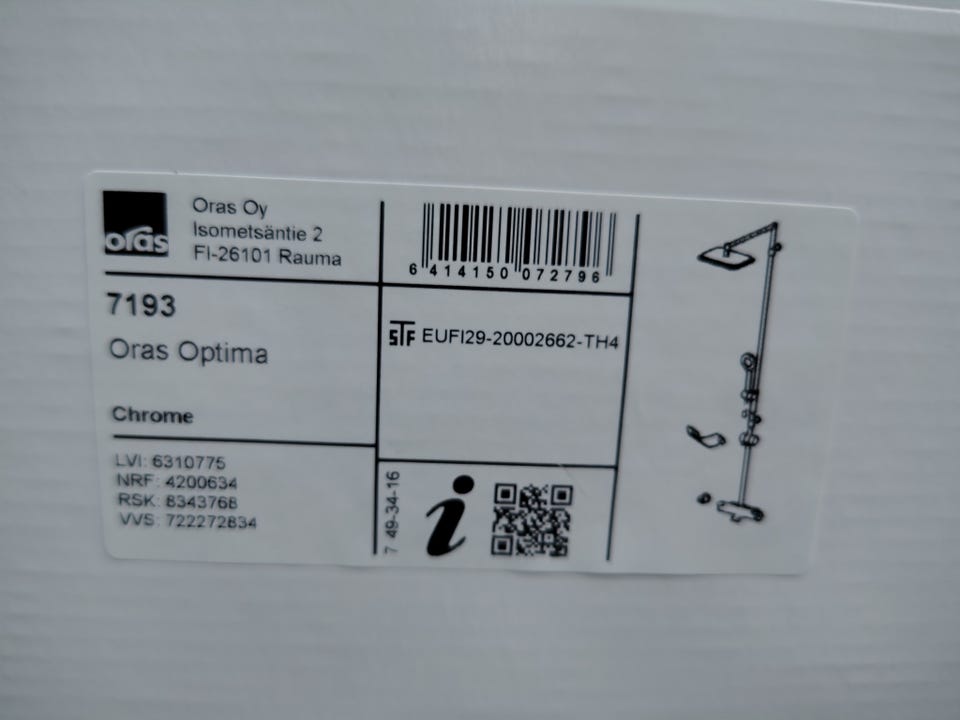 oras
Oras Oy
Isometsäntie 2
FI-26101 Rauma
7193
Oras Optima
Chrome
LVI: 6310775
NRF: 4200634
RSK: 8343768
VVS: 722272834
6 414150 072796
STF EUFI29-20002662-TH4
7 49-34-16
i